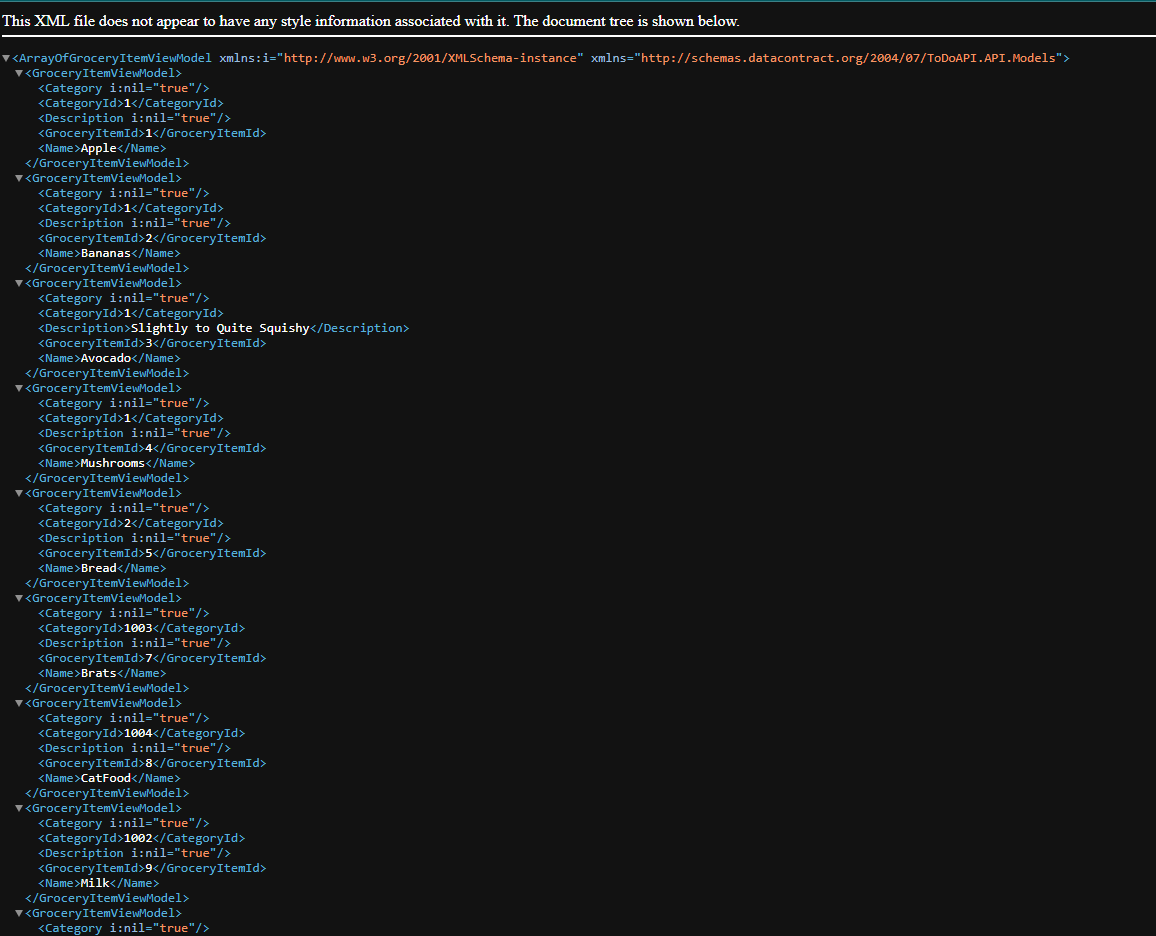 This XML file does not appear to have any style information associated with it. The document tree is shown below.
▼<ArrayOfGroceryItemViewModel xmlns:i="http://www.w3.org/2001/XMLSchema-instance" xmlns="http://schemas.datacontract.org/2004/07/ToDoAPI.API.Models">
▼<GroceryItemViewModel>
<Category i:nil="true"/>
<CategoryId>1</CategoryId>
<Description i:nil="true"/>
<GroceryItemId>1</GroceryItemId>
<Name>Apple</Name>
</GroceryItemViewModel>
▼<GroceryItemViewModel>
<Category i:nil="true"/>
<CategoryId>1</CategoryId>
<Description i:nil="true"/>
<GroceryItemId>2</GroceryItemId>
<Name>Bananas</Name>
</GroceryItemViewModel>
▼<GroceryItemViewModel>
<Category i:nil="true"/>
<CategoryId>1</CategoryId>
<Description>Slightly to Quite Squishy</Description>
<GroceryItemId>3</GroceryItemId>
<Name>Avocado</Name>
</GroceryItemViewModel>
▼<GroceryItemViewModel>
<Category i:nil="true"/>
<CategoryId>1</CategoryId>
<Description i:nil="true"/>
<GroceryItemId>4</GroceryItemId>
<Name>Mushrooms</Name>
</GroceryItemViewModel>
▼<GroceryItemViewModel>
<Category i:nil="true"/>
<CategoryId>2</CategoryId>
<Description i:nil="true"/>
<GroceryItemId>5</GroceryItemId>
<Name>Bread</Name>
</GroceryItemViewModel>
▼<GroceryItemViewModel>
<Category i:nil="true"/>
<CategoryId>1003</CategoryId>
<Description i:nil="true"/>
<GroceryItemId>7</GroceryItemId>
<Name>Brats</Name>
</GroceryItemViewModel>
▼<GroceryItemViewModel>
<Category i:nil="true"/>
<CategoryId>1004</CategoryId>
<Description i:nil="true"/>
<GroceryItemId>8</GroceryItemId>
<Name>CatFood</Name>
</GroceryItemViewModel>
▼<GroceryItemViewModel>
<Category i:nil="true"/>
<CategoryId>1002</CategoryId>
<Description i:nil="true"/>
<GroceryItemId>9</GroceryItemId>
<Name>Milk</Name>
</GroceryItemViewModel>
▼<GroceryItemViewModel>
<Category i:nil="true"/>